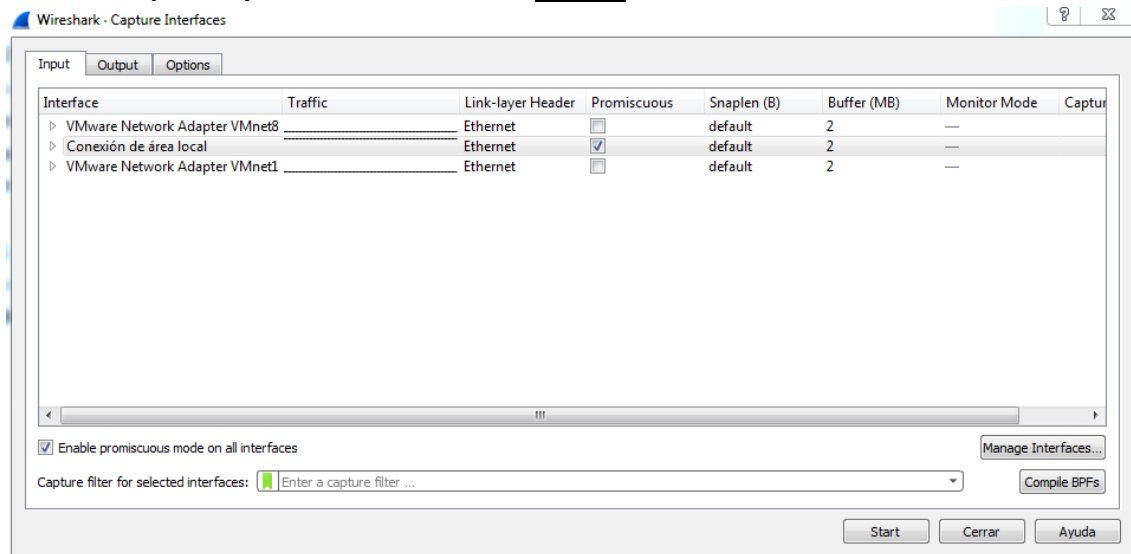 Wireshark · Capture Interfaces
Input Output Options
Interface Traffic Link-layer Header Promiscuous Snaplen (B) Buffer (MB) Monitor Mode Captur
VMware Network Adapter VMnet8 Ethernet default 2 —
Conexión de área local Ethernet default 2 —
VMware Network Adapter VMnet1 Ethernet default 2 —
Enable promiscuous mode on all interfaces Manage Interfaces...
Capture filter for selected interfaces: Enter a capture filter ... Compile BPFs
Start Cerrar Ayuda